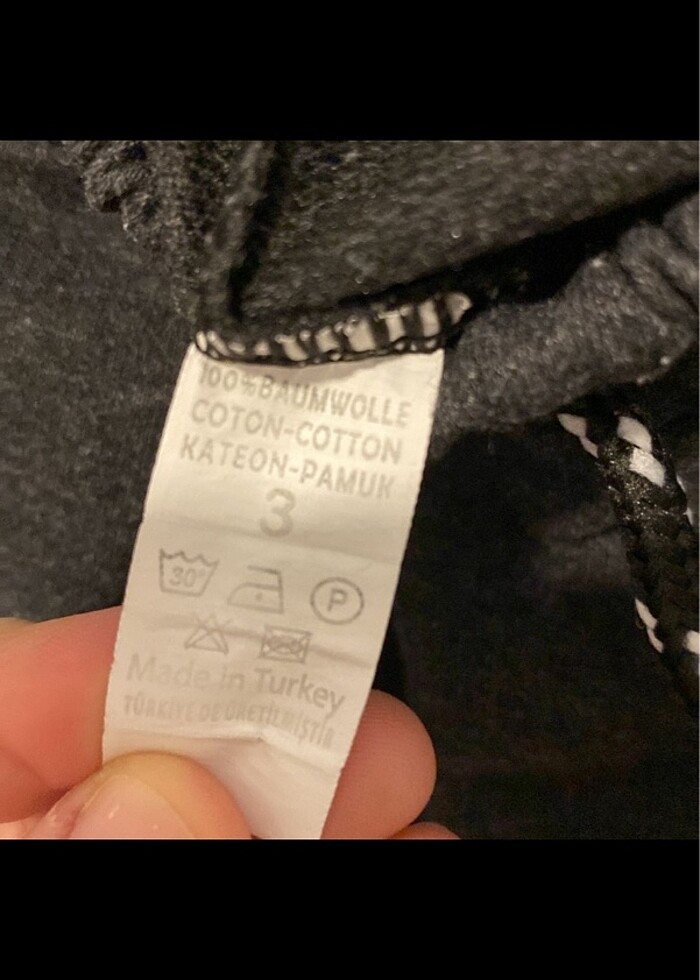 100%BAUMWOLLE
COTON-COTTON
KATEON-PAMUK
3
30°
P
Made in Turkey
TÜRKİYE DE ÜRETİLMİŞTİR